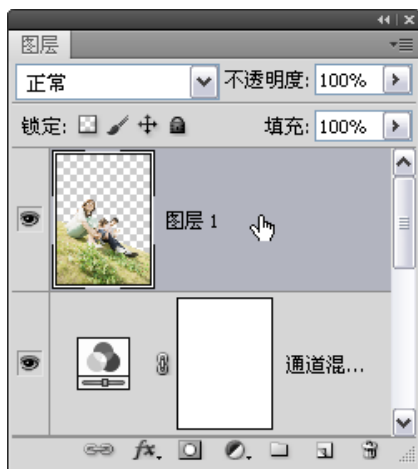 图层
正常 不透明度: 100%
锁定: 填充: 100%
图层 1
通道混...
fx.